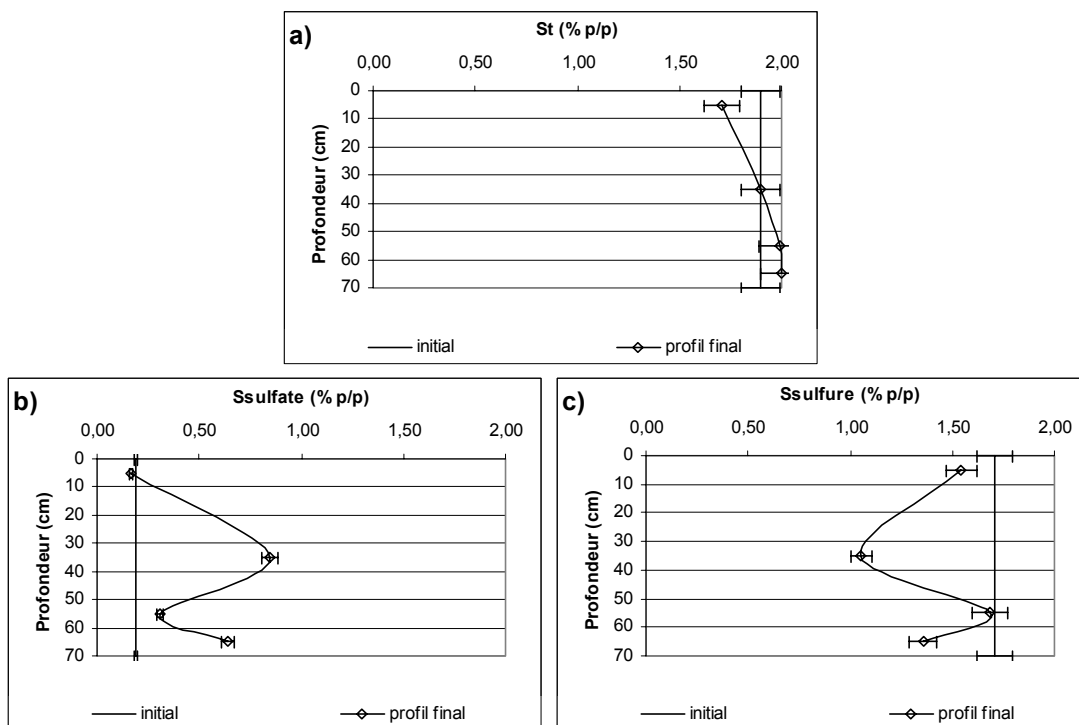 a)
St (% p/p)
0,00 0,50 1,00 1,50 2,00
Profondeur (cm)
0
10
20
30
40
50
60
70
initial profil final
b)
Ssulfate (% p/p)
0,00 0,50 1,00 1,50 2,00
Profondeur (cm)
0
10
20
30
40
50
60
70
initial profil final
c)
Ssulfure (% p/p)
0,00 0,50 1,00 1,50 2,00
Profondeur (cm)
0
10
20
30
40
50
60
70
initial profil final